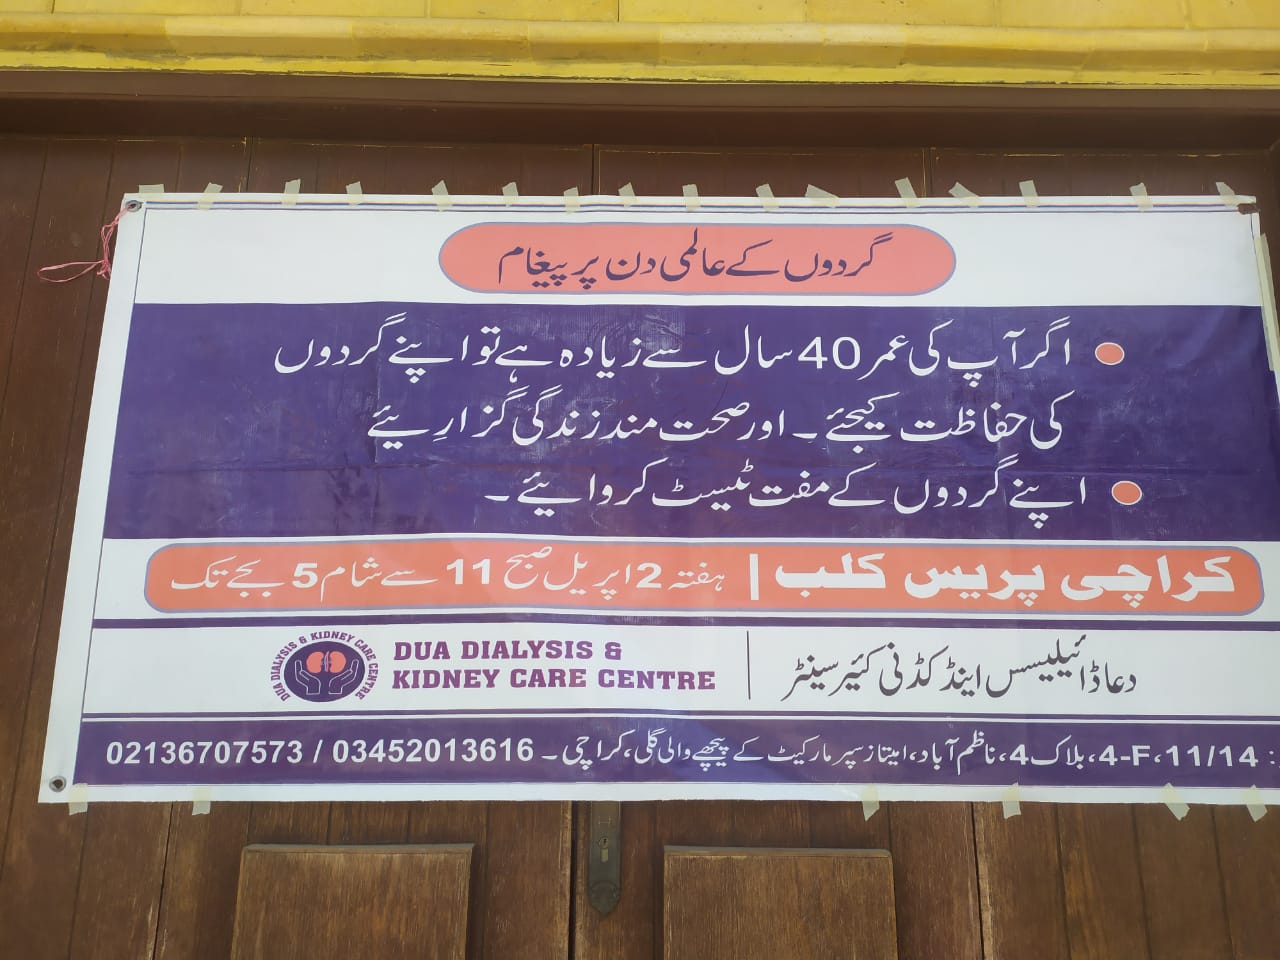 گردوں کے عالمی دن پر پیغام
اگر آپ کی عمر 40 سال سے زیادہ ہے تو اپنے گردوں
کی حفاظت کیجئے۔ اور صحت مند زندگی گزاریئے
اپنے گردوں کے مفت ٹیسٹ کروائیے۔
کراچی پریس کلب | ہفتہ 2 اپریل صبح 11 سے شام 5 بجے تک
دعا ڈائیلیسس اینڈ کڈنی کیئر سینٹر
DUA DIALYSIS &
KIDNEY CARE CENTRE
DUA DIALYSIS & KIDNEY CARE CENTRE
: 4-F، 11/14، بلاک 4، ناظم آباد، امتیاز سپر مارکیٹ کے پیچھے والی گلی، کراچی۔ 03452013616 / 02136707573